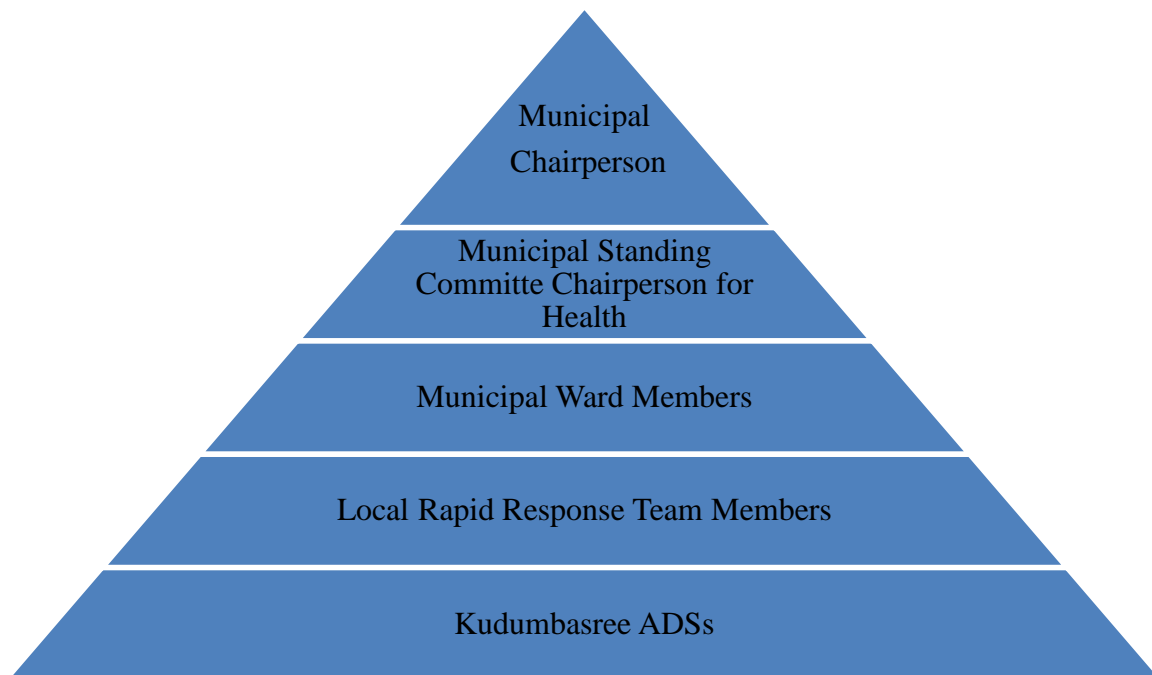 Municipal
Chairperson
Municipal Standing
Committe Chairperson for
Health
Municipal Ward Members
Local Rapid Response Team Members
Kudumbasree ADSs